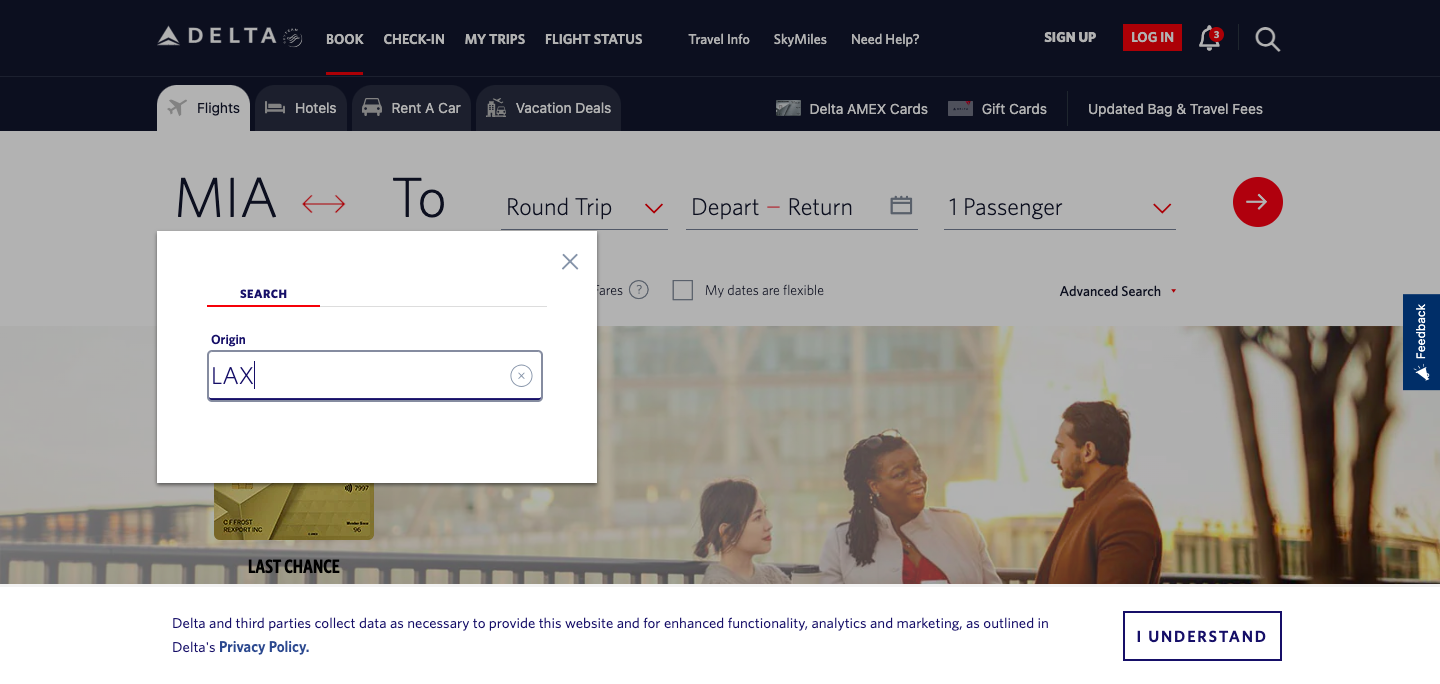 DELTA
BOOK
CHECK-IN
MY TRIPS
FLIGHT STATUS
Travel Info
SkyMiles
Need Help?
SIGN UP
LOG IN
3
Flights
Hotels
Rent A Car
Vacation Deals
Delta AMEX Cards
Gift Cards
Updated Bag & Travel Fees
MIA
To
Round Trip
Depart – Return
1 Passenger
Fares
?
My dates are flexible
Advanced Search
SEARCH
Origin
LAX
Feedback
7997
C F FROST
REXPORT INC
96
LAST CHANCE
Delta and third parties collect data as necessary to provide this website and for enhanced functionality, analytics and marketing, as outlined in
Delta's Privacy Policy.
I UNDERSTAND